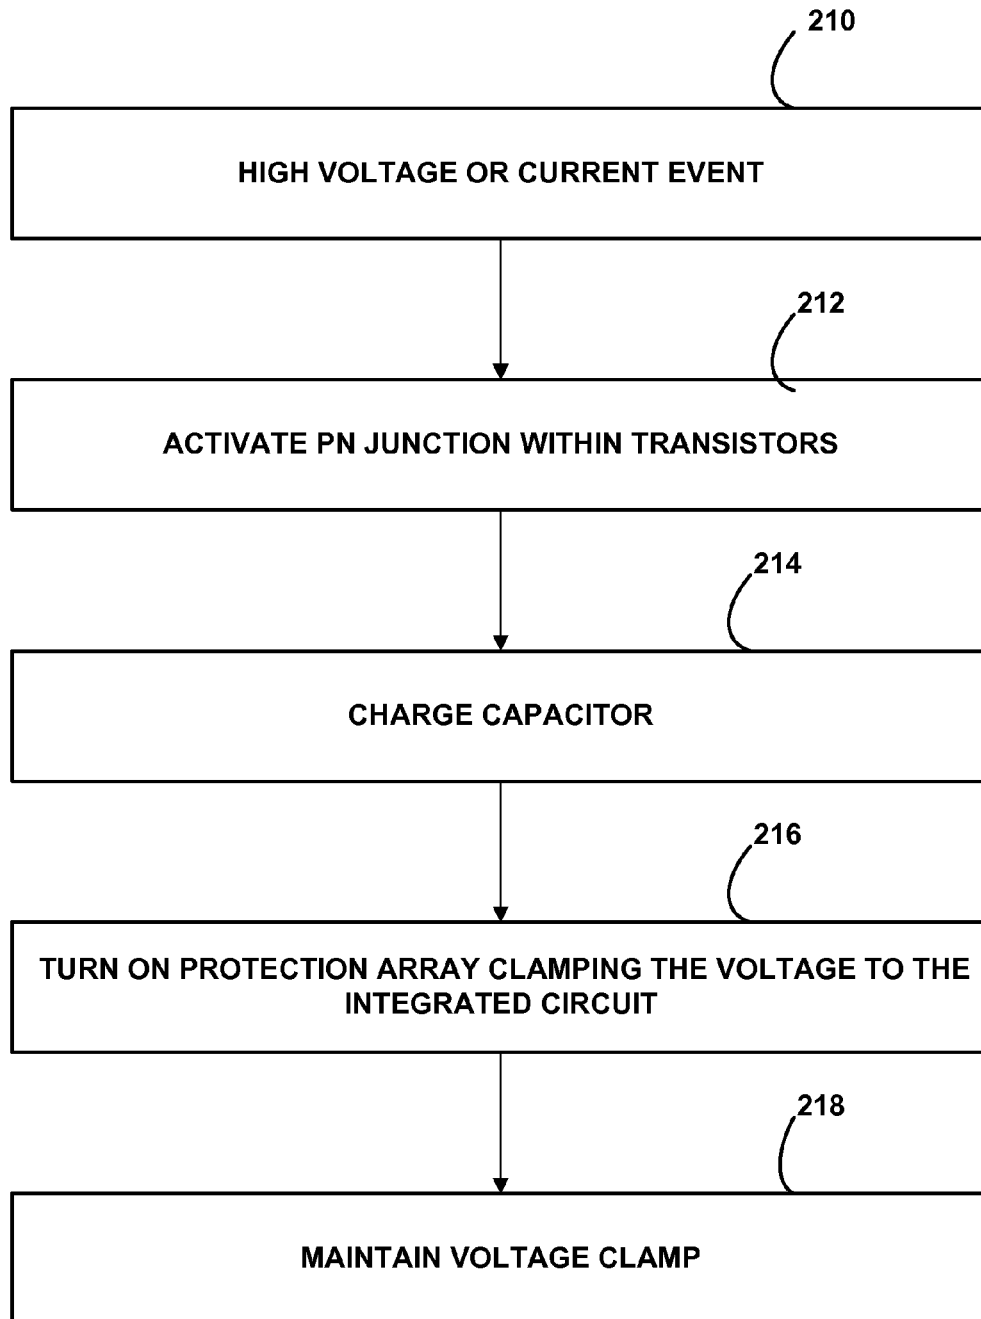 210
HIGH VOLTAGE OR CURRENT EVENT
212
ACTIVATE PN JUNCTION WITHIN TRANSISTORS
214
CHARGE CAPACITOR
216
TURN ON PROTECTION ARRAY CLAMPING THE VOLTAGE TO THE
INTEGRATED CIRCUIT
218
MAINTAIN VOLTAGE CLAMP